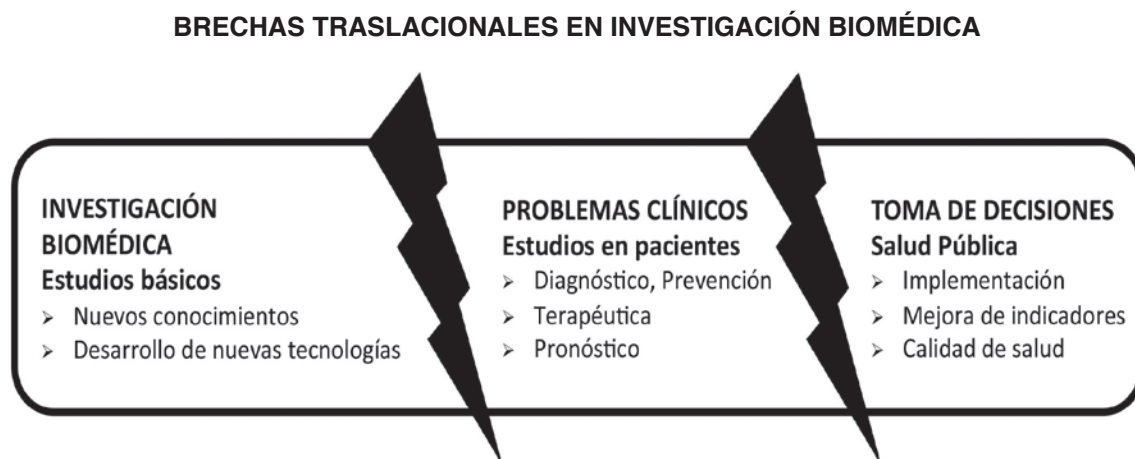 BRECHAS TRASLACIONALES EN INVESTIGACIÓN BIOMÉDICA
INVESTIGACIÓN
BIOMÉDICA
Estudios básicos
➢ Nuevos conocimientos
➢ Desarrollo de nuevas tecnologías
PROBLEMAS CLÍNICOS
Estudios en pacientes
➢ Diagnóstico, Prevención
➢ Terapéutica
➢ Pronóstico
TOMA DE DECISIONES
Salud Pública
➢ Implementación
➢ Mejora de indicadores
➢ Calidad de salud